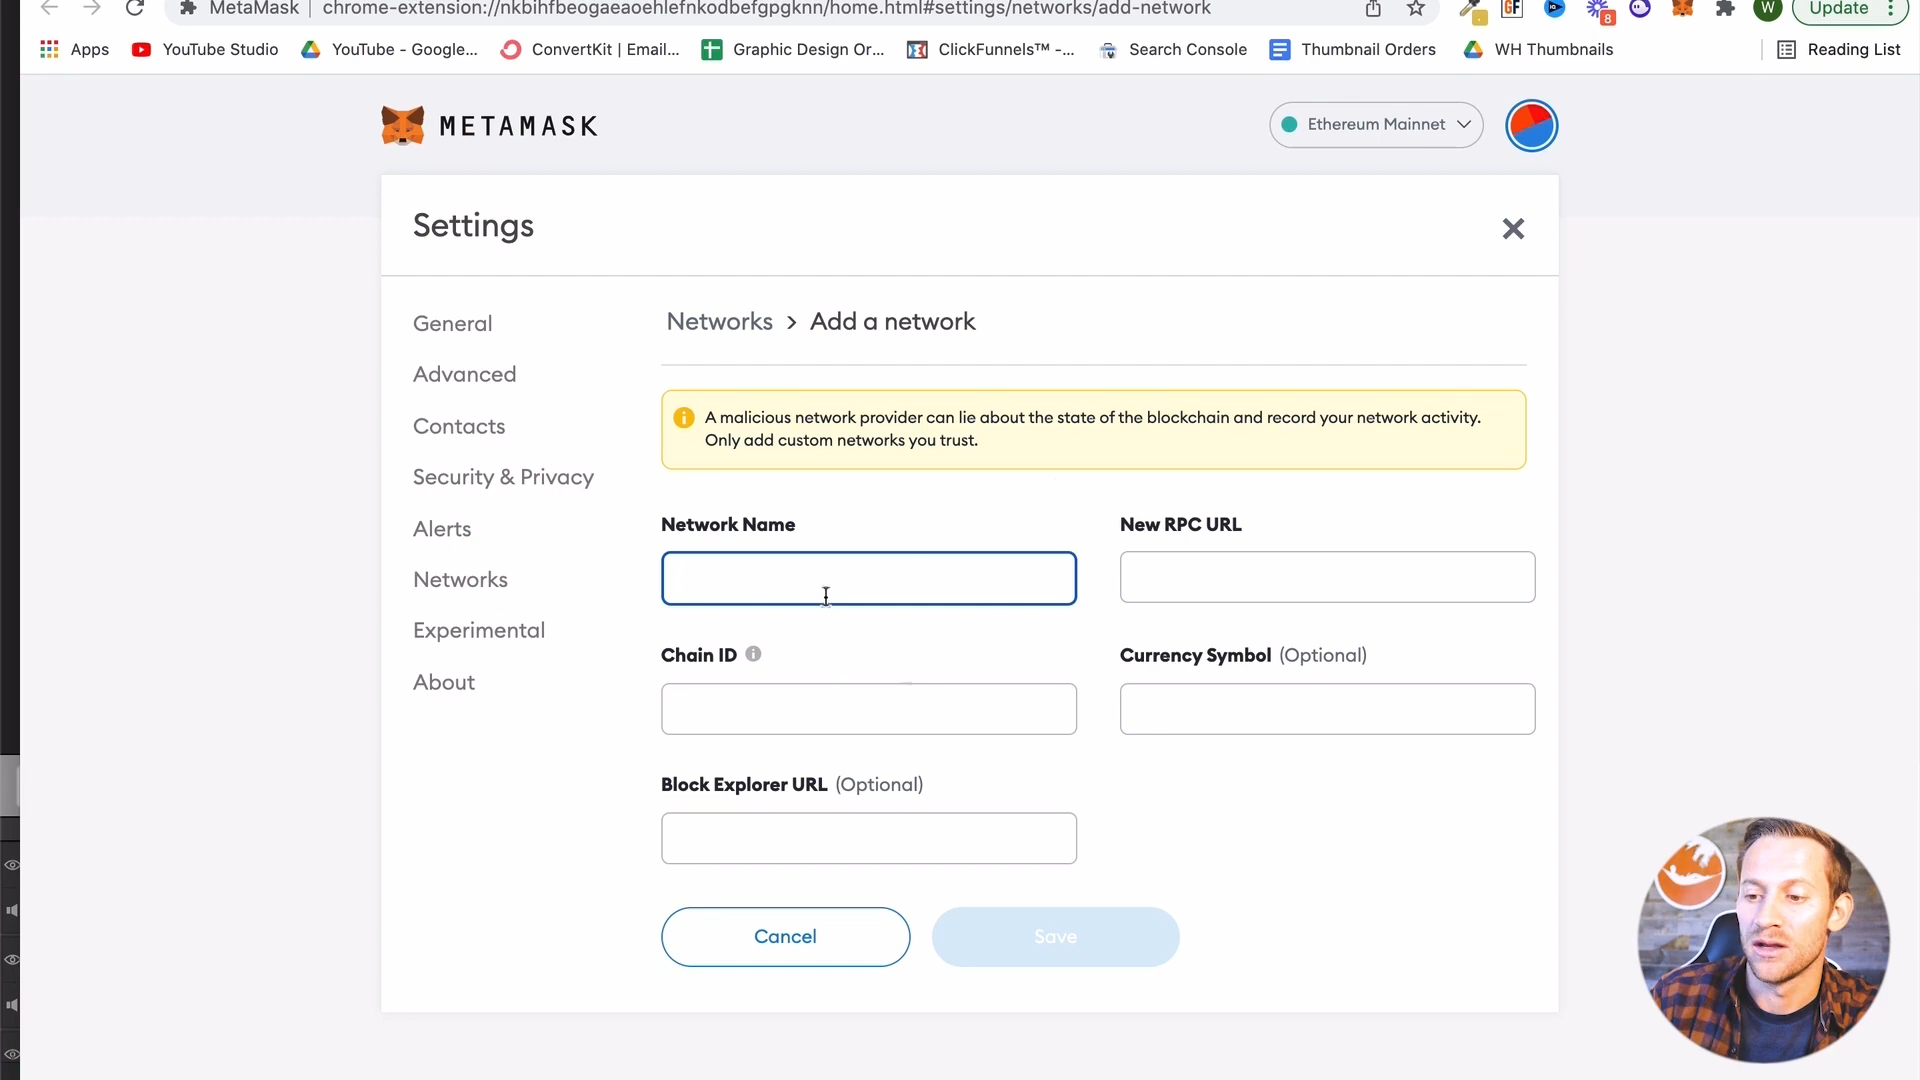 MetaMask
chrome-extension://nkbihfbeogaeaoehlefnkodbefgpgknn/home.html#settings/networks/add-network
GF
8
W
Update
Apps
YouTube Studio
YouTube - Google...
ConvertKit | Email...
Graphic Design Or...
ClickFunnels™ -...
Search Console
Thumbnail Orders
WH Thumbnails
Reading List
METAMASK
Ethereum Mainnet
Settings
General
Advanced
Contacts
Security & Privacy
Alerts
Networks
Experimental
About
Networks > Add a network
A malicious network provider can lie about the state of the blockchain and record your network activity.
Only add custom networks you trust.
Network Name
New RPC URL
Chain ID
Currency Symbol (Optional)
Block Explorer URL (Optional)
Cancel
Save